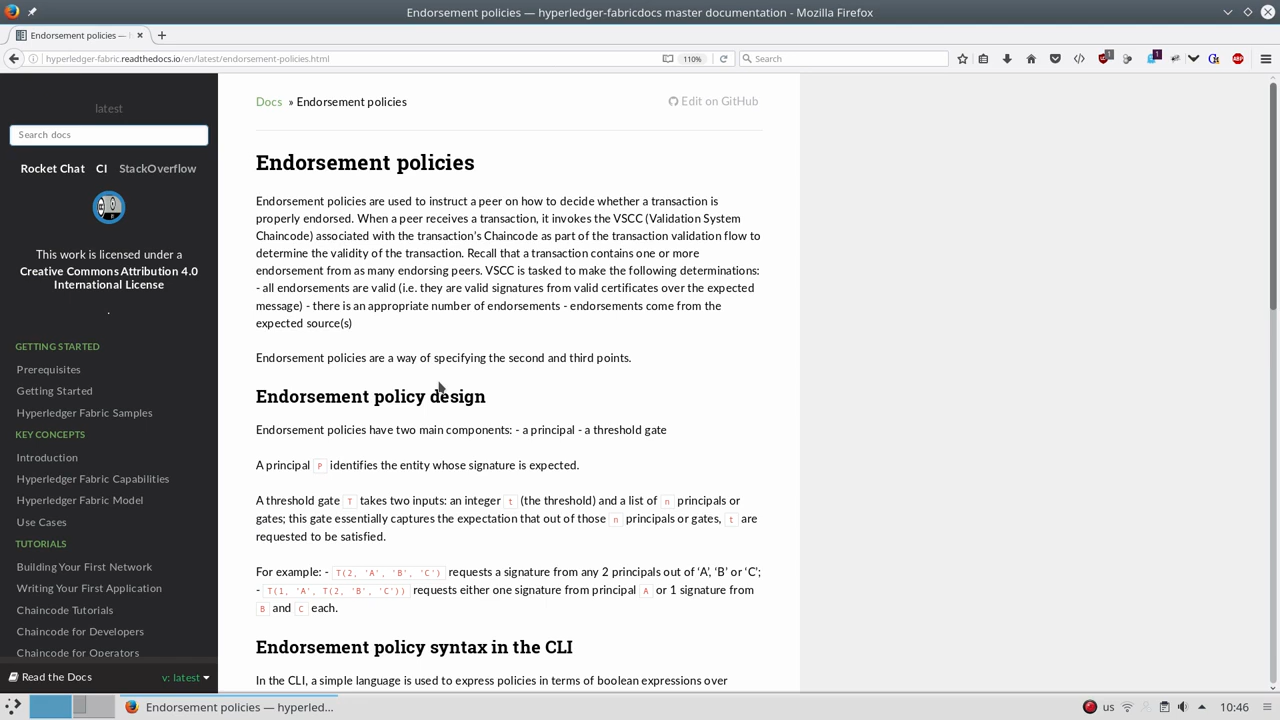 Endorsement policies — hyperledger-fabricdocs master documentation - Mozilla Firefox
Endorsement policies —
hyperledger-fabric.readthedocs.io/en/latest/endorsement-policies.html
110%
Search
1
1
ABP
latest
Search docs
Rocket Chat CI StackOverflow
This work is licensed under a
Creative Commons Attribution 4.0
International License
.
GETTING STARTED
Prerequisites
Getting Started
Hyperledger Fabric Samples
KEY CONCEPTS
Introduction
Hyperledger Fabric Capabilities
Hyperledger Fabric Model
Use Cases
TUTORIALS
Building Your First Network
Writing Your First Application
Chaincode Tutorials
Chaincode for Developers
Chaincode for Operators
Read the Docs v: latest
Docs » Endorsement policies
Edit on GitHub
Endorsement policies
Endorsement policies are used to instruct a peer on how to decide whether a transaction is
properly endorsed. When a peer receives a transaction, it invokes the VSCC (Validation System
Chaincode) associated with the transaction's Chaincode as part of the transaction validation flow to
determine the validity of the transaction. Recall that a transaction contains one or more
endorsement from as many endorsing peers. VSCC is tasked to make the following determinations:
- all endorsements are valid (i.e. they are valid signatures from valid certificates over the expected
message) - there is an appropriate number of endorsements - endorsements come from the
expected source(s)
Endorsement policies are a way of specifying the second and third points.
Endorsement policy design
Endorsement policies have two main components: - a principal - a threshold gate
A principal P identifies the entity whose signature is expected.
A threshold gate T takes two inputs: an integer t (the threshold) and a list of n principals or
gates; this gate essentially captures the expectation that out of those n principals or gates, t are
requested to be satisfied.
For example: - T(2, 'A', 'B', 'C') requests a signature from any 2 principals out of ‘A’, ‘B’ or ‘C’;
- T(1, 'A', T(2, 'B', 'C')) requests either one signature from principal A or 1 signature from
B and C each.
Endorsement policy syntax in the CLI
In the CLI, a simple language is used to express policies in terms of boolean expressions over
Endorsement policies — hyperled...
us
10:46